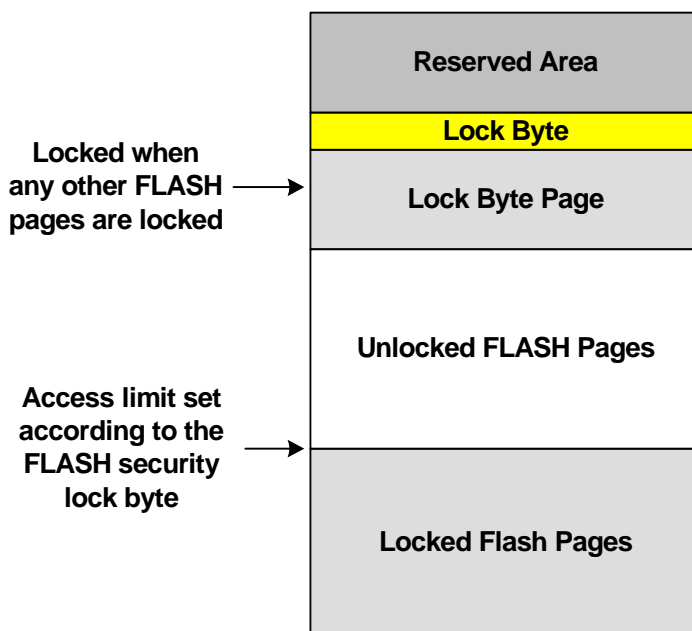 Reserved Area
Lock Byte
Locked when
any other FLASH
pages are locked
Lock Byte Page
Unlocked FLASH Pages
Access limit set
according to the
FLASH security
lock byte
Locked Flash Pages